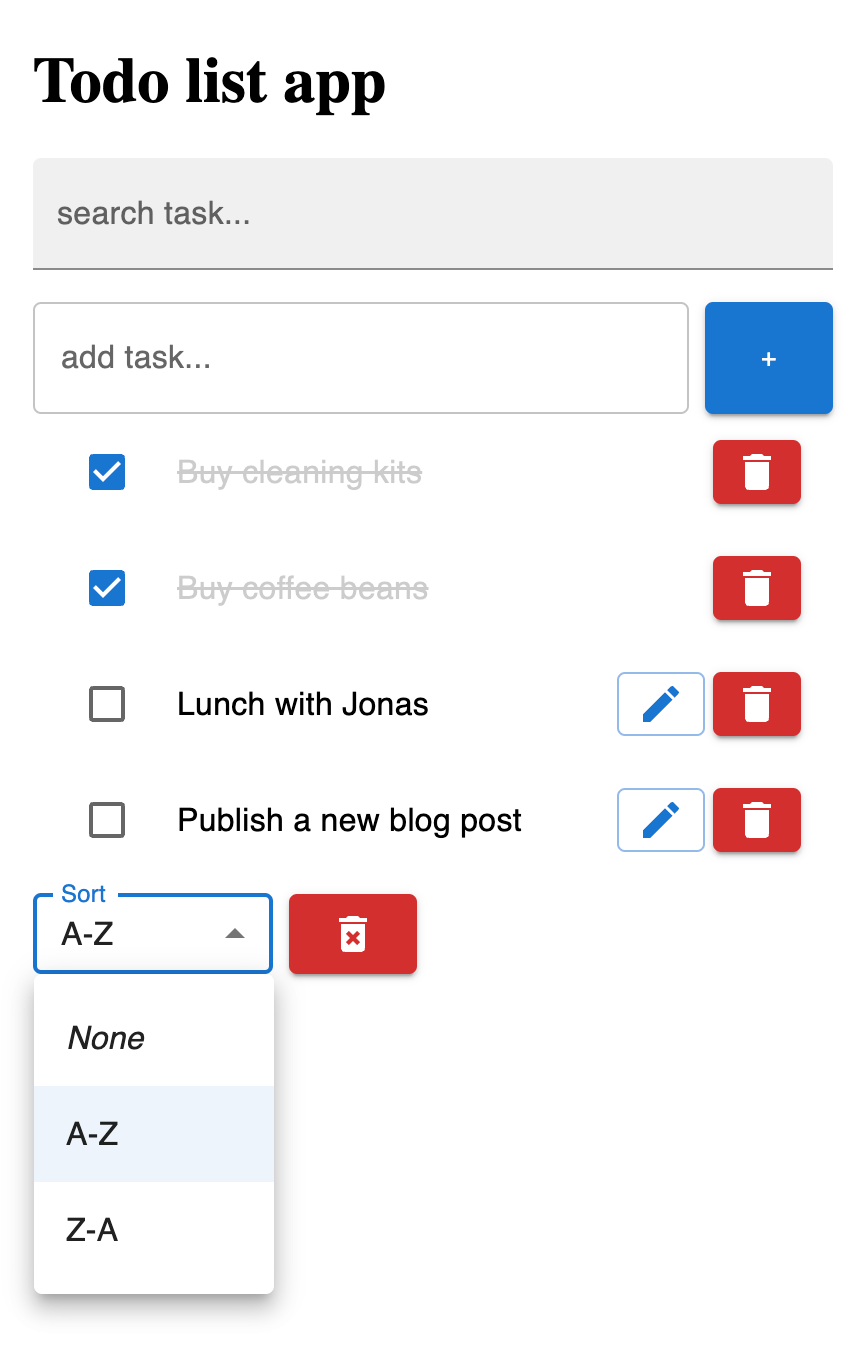 Todo list app
search task...
add task...
+
Buy cleaning kits
Buy coffee beans
Lunch with Jonas
Publish a new blog post
Sort
A-Z
None
A-Z
Z-A